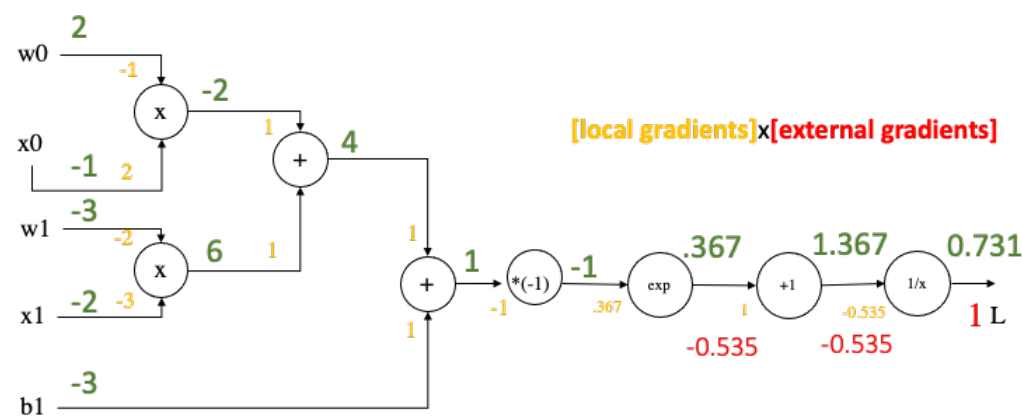 2
w0
-1
x
-2
1
[local gradients]x[external gradients]
x0
+
4
-1
2
-3
w1
-2
x
6
1
1
+
1
*(-1)
-1
.367
exp
.367
+1
1.367
1/x
0.731
-3
-2
x1
-1
.367
1
-0.535
1 L
1
-0.535
-0.535
-3
b1